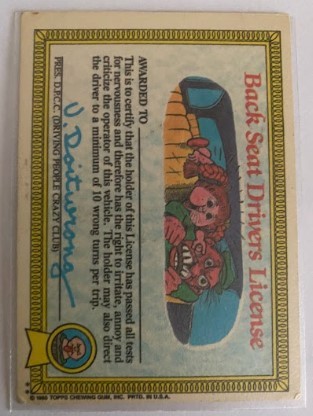 Back Seat Drivers License
AWARDED TO
This is to certify that the holder of this License has passed all tests
for nervousness and therefore has the right to irritate, annoy and
criticize the operator of this vehicle. The holder may also direct
the driver to a minimum of 10 wrong turns per trip.
U. Doitwrong
PRES. D.P.C.C. (DRIVING PEOPLE CRAZY CLUB)
© 1989 TOPPS CHEWING GUM, INC. PRTD. IN U.S.A.